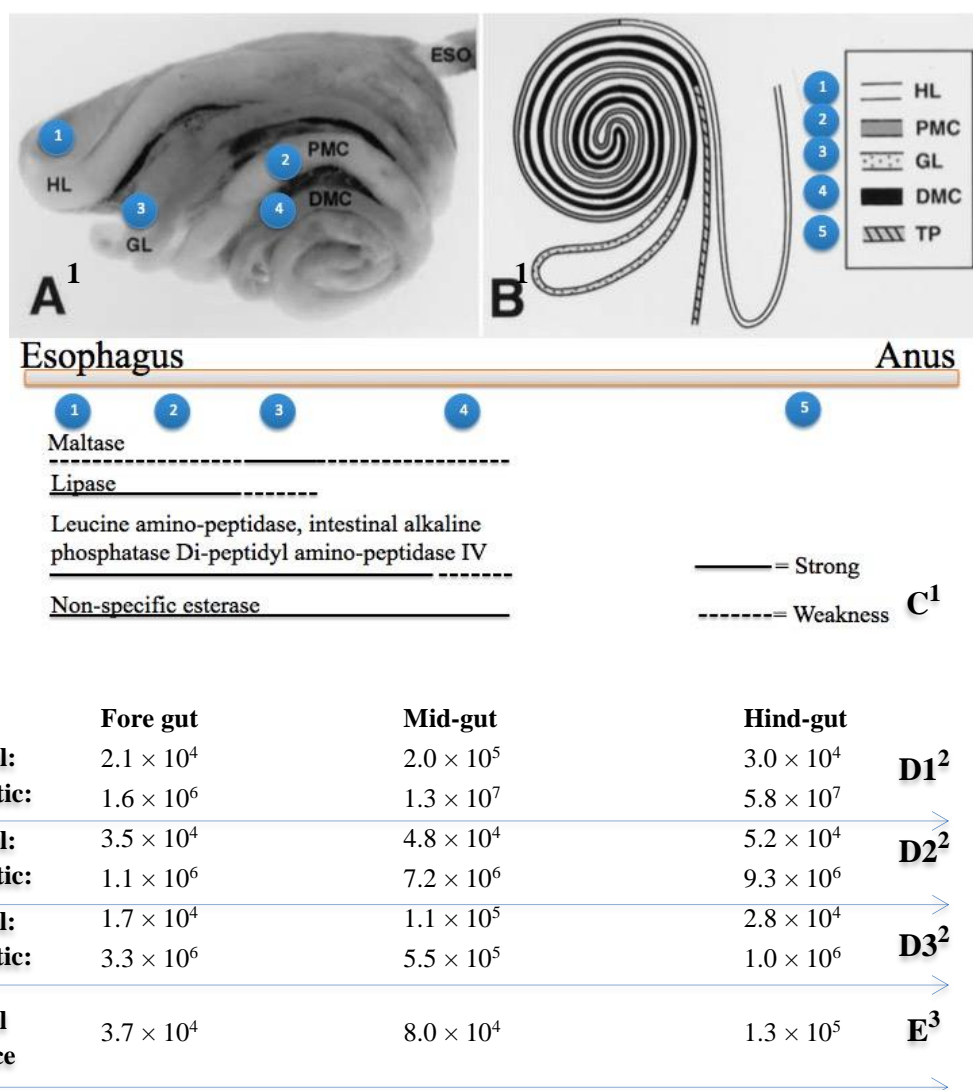 ESO
1
HL
2
PMC
3
GL
4
DMC
A1
1 HL
2 PMC
3 GL
4 DMC
5 TP
B1
Esophagus Anus
1 2 3 4 5
Maltase
Lipase
Leucine amino-peptidase, intestinal alkaline
phosphatase Di-peptidyl amino-peptidase IV
Non-specific esterase
= Strong
= Weakness
C¹
Fore gut Mid-gut Hind-gut
l: 2.1 × 10⁴ 2.0 × 10⁵ 3.0 × 10⁴
tic: 1.6 × 10⁶ 1.3 × 10⁷ 5.8 × 10⁷
D1²
l: 3.5 × 10⁴ 4.8 × 10⁴ 5.2 × 10⁴
tic: 1.1 × 10⁶ 7.2 × 10⁶ 9.3 × 10⁶
D2²
l: 1.7 × 10⁴ 1.1 × 10⁵ 2.8 × 10⁴
tic: 3.3 × 10⁶ 5.5 × 10⁵ 1.0 × 10⁶
D3²
l 3.7 × 10⁴ 8.0 × 10⁴ 1.3 × 10⁵
ce
E³